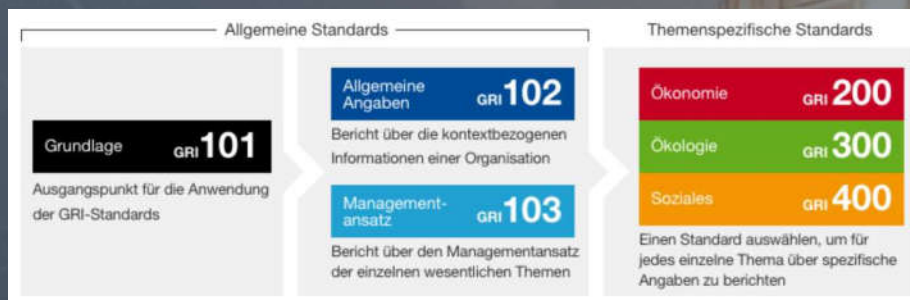 Allgemeine Standards
Themenspezifische Standards
Grundlage GRI 101
Ausgangspunkt für die Anwendung
der GRI-Standards
Allgemeine
Angaben GRI 102
Bericht über die kontextbezogenen
Informationen einer Organisation
Management-
ansatz GRI 103
Bericht über den Managementansatz
der einzelnen wesentlichen Themen
Ökonomie GRI 200
Ökologie GRI 300
Soziales GRI 400
Einen Standard auswählen, um für
jedes einzelne Thema über spezifische
Angaben zu berichten